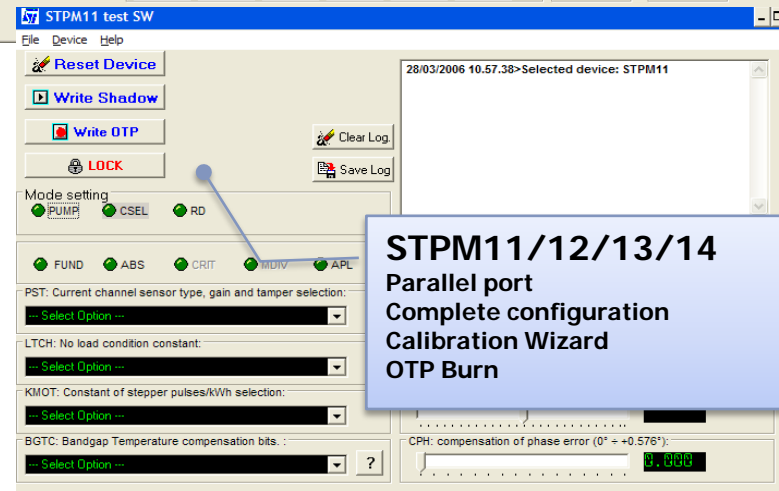 STPM11 test SW
File Device Help
Reset Device
Write Shadow
Write OTP
LOCK
Clear Log.
Save Log
28/03/2006 10.57.38>Selected device: STPM11
Mode setting
PUMP CSEL RD
FUND ABS CRIT MDIV APL
PST: Current channel sensor type, gain and tamper selection:
--- Select Option ---
LTCH: No load condition constant:
--- Select Option ---
KMOT: Constant of stepper pulses/kWh selection:
--- Select Option ---
BGTC: Bandgap Temperature compensation bits. :
--- Select Option ---
?
STPM11/12/13/14
Parallel port
Complete configuration
Calibration Wizard
OTP Burn
CPH: compensation of phase error (0° ÷ +0.576°):
0.000